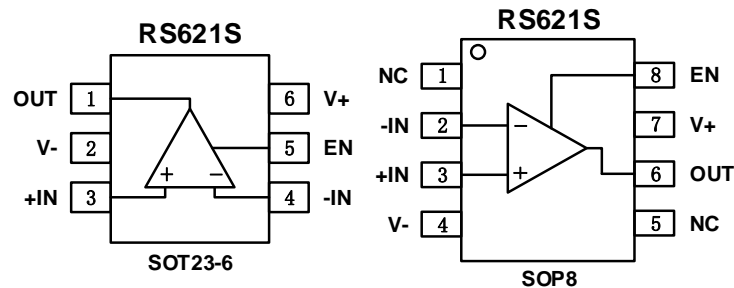 RS621S
OUT 1 6 V+
V- 2 5 EN
+IN 3 + - 4 -IN
SOT23-6
RS621S
NC 1 8 EN
-IN 2 - 7 V+
+IN 3 + 6 OUT
V- 4 5 NC
SOP8